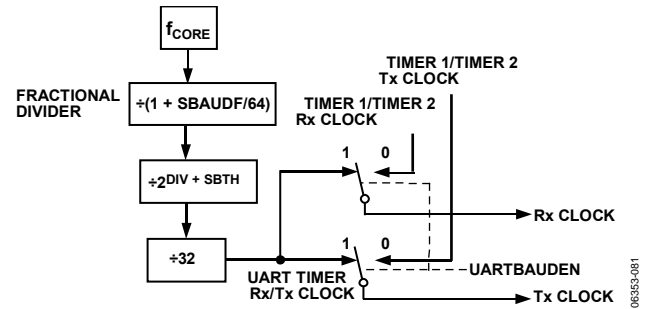 fCORE
FRACTIONAL
DIVIDER
÷(1 + SBAUDF/64)
÷2DIV + SBTH
÷32
TIMER 1/TIMER 2
Tx CLOCK
TIMER 1/TIMER 2
Rx CLOCK
1 0
Rx CLOCK
1 0
UART TIMER
Rx/Tx CLOCK
UARTBAUDEN
Tx CLOCK
06353-081